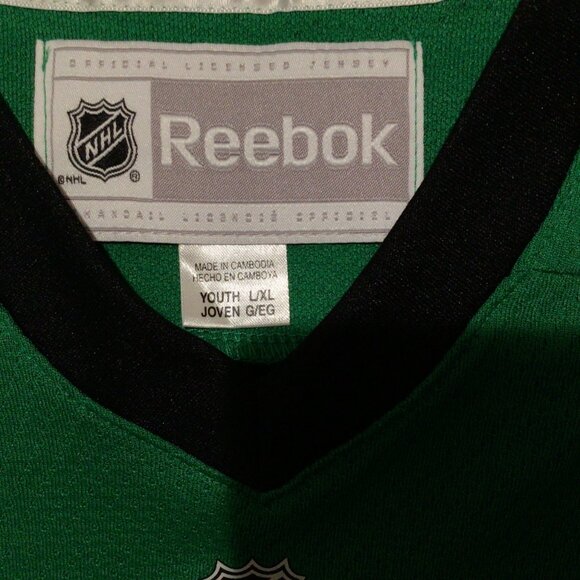 OFFICIAL LICENSED JERSEY
NHL
Reebok
©NHL ®
CHANDAIL LICENCIÉ OFFICIEL
MADE IN CAMBODIA
HECHO EN CAMBOYA
YOUTH L/XL
JOVEN G/EG